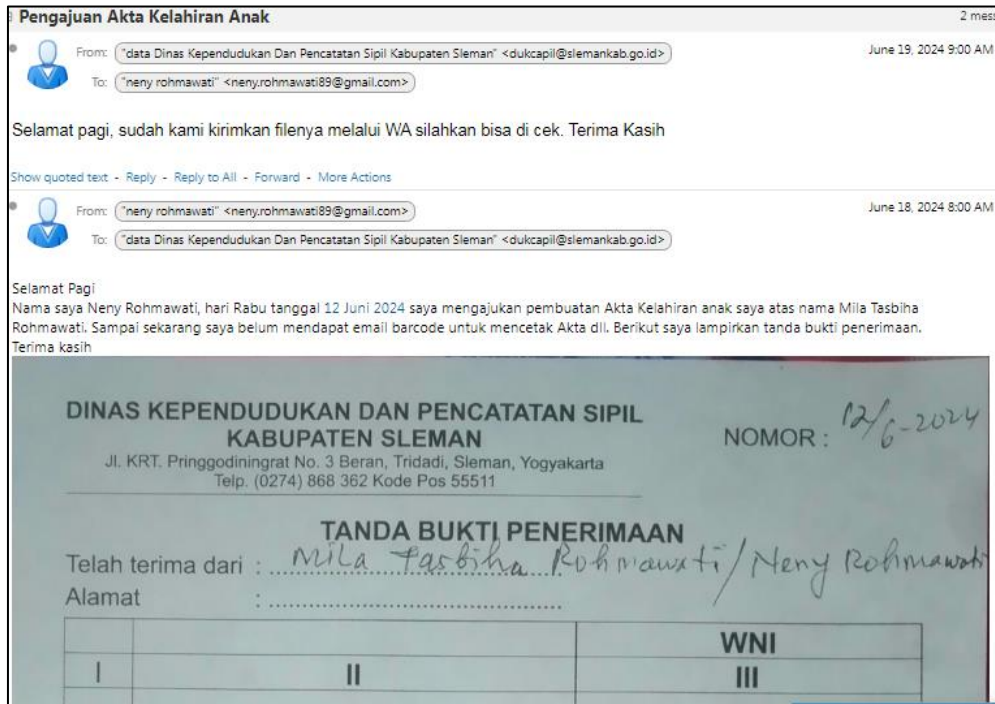 Pengajuan Akta Kelahiran Anak
2 mess
From: "data Dinas Kependudukan Dan Pencatatan Sipil Kabupaten Sleman" <dukcapil@slemankab.go.id>
June 19, 2024 9:00 AM
To: "neny rohmawati" <neny.rohmawati89@gmail.com>
Selamat pagi, sudah kami kirimkan filenya melalui WA silahkan bisa di cek. Terima Kasih
Show quoted text - Reply - Reply to All - Forward - More Actions
From: "neny rohmawati" <neny.rohmawati89@gmail.com>
June 18, 2024 8:00 AM
To: "data Dinas Kependudukan Dan Pencatatan Sipil Kabupaten Sleman" <dukcapil@slemankab.go.id>
Selamat Pagi
Nama saya Neny Rohmawati, hari Rabu tanggal 12 Juni 2024 saya mengajukan pembuatan Akta Kelahiran anak saya atas nama Mila Tasbiha
Rohmawati. Sampai sekarang saya belum mendapat email barcode untuk mencetak Akta dll. Berikut saya lampirkan tanda bukti penerimaan.
Terima kasih
DINAS KEPENDUDUKAN DAN PENCATATAN SIPIL
KABUPATEN SLEMAN
NOMOR : 12/6-2024
Jl. KRT. Pringgodiningrat No. 3 Beran, Tridadi, Sleman, Yogyakarta
Telp. (0274) 868 362 Kode Pos 55511
TANDA BUKTI PENERIMAAN
Telah terima dari : Mila Tasbiha Rohmawati / Neny Rohmawati
Alamat :
WNI
I II III